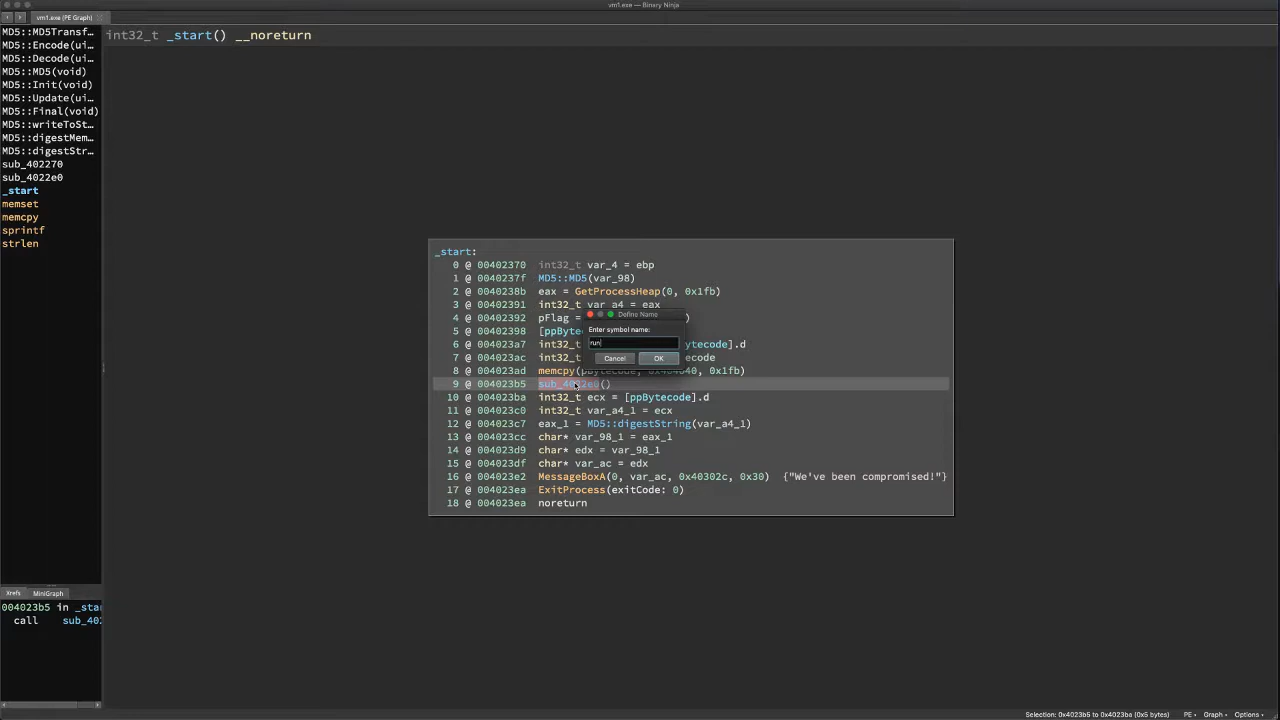 vm1.exe — Binary Ninja
vm1.exe (PE Graph)
int32_t _start() __noreturn
MD5::MD5Transf…
MD5::Encode(ui…
MD5::Decode(ui…
MD5::MD5(void)
MD5::Init(void)
MD5::Update(ui…
MD5::Final(void)
MD5::writeToSt…
MD5::digestMem…
MD5::digestStr…
sub_402270
sub_4022e0
_start
memset
memcpy
sprintf
strlen
_start:
0 @ 00402370 int32_t var_4 = ebp
1 @ 0040237f MD5::MD5(var_98)
2 @ 0040238b eax = GetProcessHeap(0, 0x1fb)
3 @ 00402391 int32_t var_a4 = eax
4 @ 00402392 pFlag = )
5 @ 00402398 [ppByte
6 @ 004023a7 int32_t ytecode].d
7 @ 004023ac int32_t ecode
8 @ 004023ad memcpy(pBytecode, 0x404040, 0x1fb)
9 @ 004023b5 sub_4022e0()
10 @ 004023ba int32_t ecx = [ppBytecode].d
11 @ 004023c0 int32_t var_a4_1 = ecx
12 @ 004023c7 eax_1 = MD5::digestString(var_a4_1)
13 @ 004023cc char* var_98_1 = eax_1
14 @ 004023d9 char* edx = var_98_1
15 @ 004023df char* var_ac = edx
16 @ 004023e2 MessageBoxA(0, var_ac, 0x40302c, 0x30) {"We've been compromised!"}
17 @ 004023ea ExitProcess(exitCode: 0)
18 @ 004023ea noreturn
Define Name
Enter symbol name:
run
Cancel OK
Xrefs MiniGraph
004023b5 in _star
call sub_402
Selection: 0x4023b5 to 0x4023ba (0x5 bytes) PE Graph Options